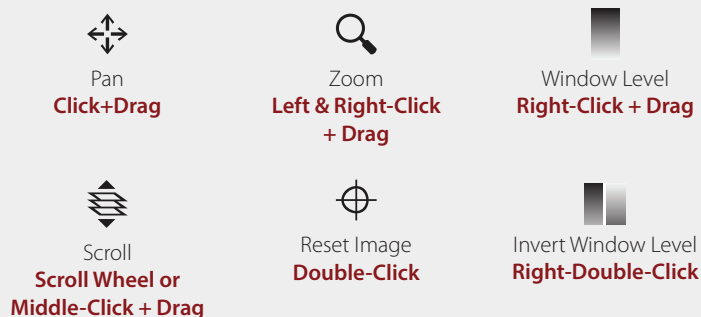 Pan
Click+Drag
Zoom
Left & Right-Click
+ Drag
Window Level
Right-Click + Drag
Scroll
Scroll Wheel or
Middle-Click + Drag
Reset Image
Double-Click
Invert Window Level
Right-Double-Click